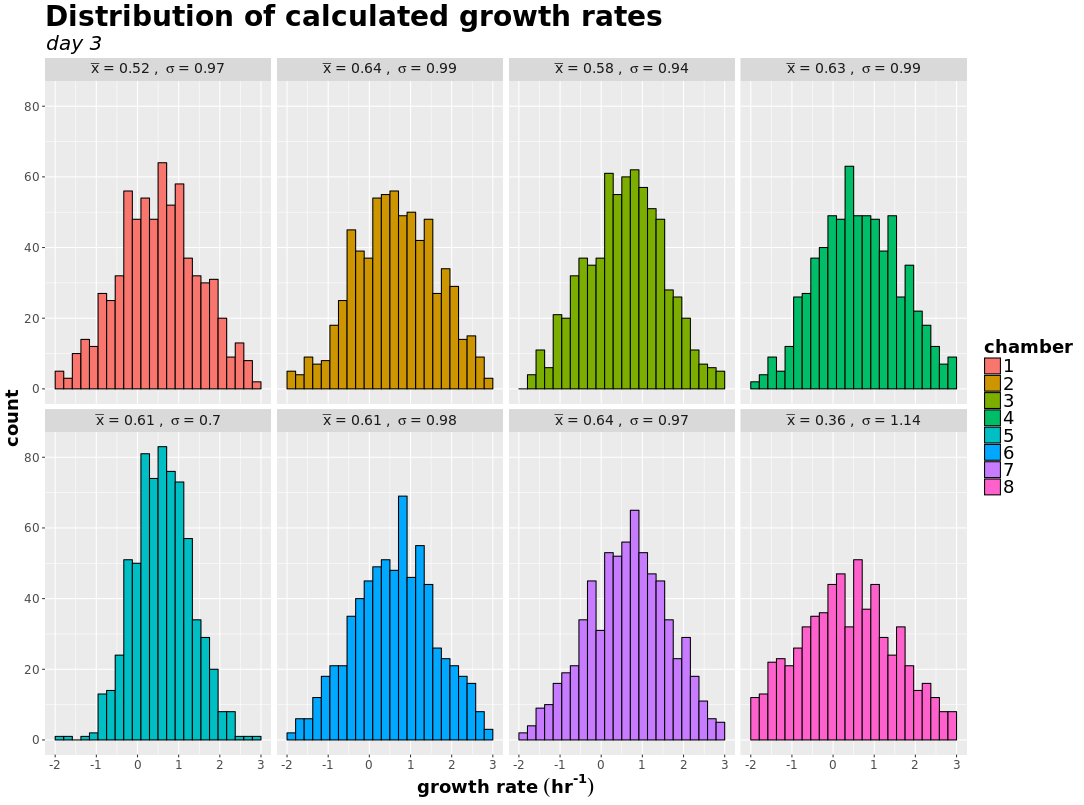 Distribution of calculated growth rates
day 3
x̅ = 0.52 , σ = 0.97
x̅ = 0.64 , σ = 0.99
x̅ = 0.58 , σ = 0.94
x̅ = 0.63 , σ = 0.99
80
60
40
20
0
x̅ = 0.61 , σ = 0.7
x̅ = 0.61 , σ = 0.98
x̅ = 0.64 , σ = 0.97
x̅ = 0.36 , σ = 1.14
80
60
40
20
0
-2 -1 0 1 2 3
-2 -1 0 1 2 3
-2 -1 0 1 2 3
-2 -1 0 1 2 3
growth rate (hr⁻¹)
count
chamber
1
2
3
4
5
6
7
8